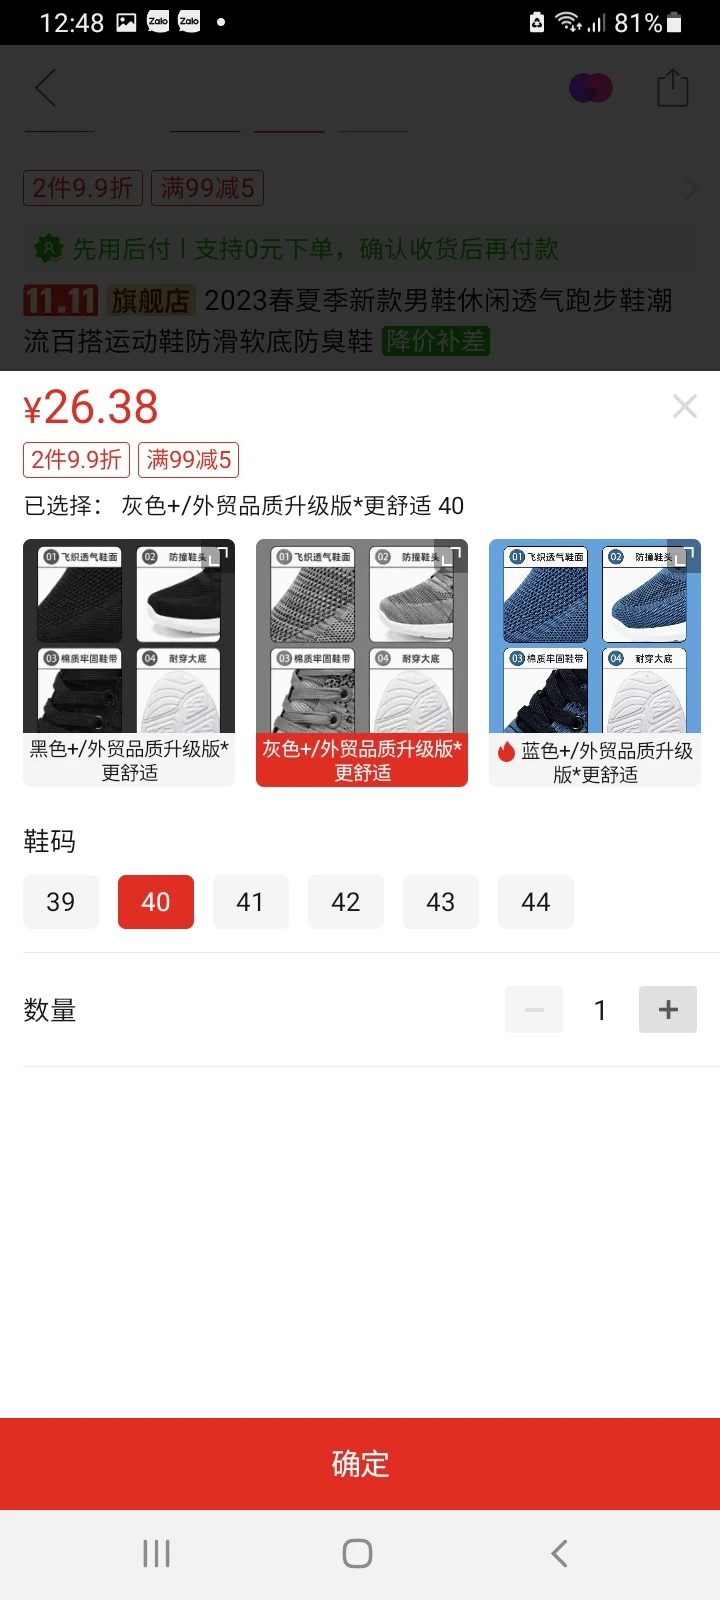 12:48
Zalo
Zalo
81%
2件9.9折 满99减5
先用后付 | 支持0元下单，确认收货后再付款
11.11 旗舰店 2023春夏季新款男鞋休闲透气跑步鞋潮
流百搭运动鞋防滑软底防臭鞋 降价补差
¥26.38
2件9.9折 满99减5
已选择： 灰色+/外贸品质升级版*更舒适 40
01 飞织透气鞋面 02 防撞鞋头
03 棉质牢固鞋带 04 耐穿大底
黑色+/外贸品质升级版*
更舒适
01 飞织透气鞋面 02 防撞鞋头
03 棉质牢固鞋带 04 耐穿大底
灰色+/外贸品质升级版*
更舒适
01 飞织透气鞋面 02 防撞鞋头
03 棉质牢固鞋带 04 耐穿大底
蓝色+/外贸品质升级
版*更舒适
鞋码
39 40 41 42 43 44
数量 1
确定